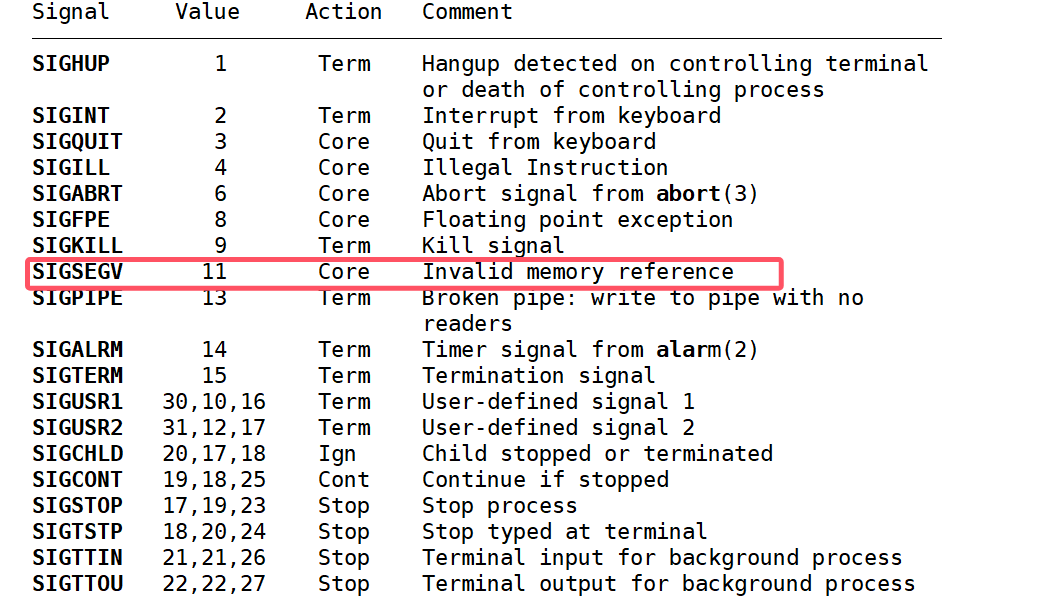 Signal Value Action Comment
SIGHUP 1 Term Hangup detected on controlling terminal
or death of controlling process
SIGINT 2 Term Interrupt from keyboard
SIGQUIT 3 Core Quit from keyboard
SIGILL 4 Core Illegal Instruction
SIGABRT 6 Core Abort signal from abort(3)
SIGFPE 8 Core Floating point exception
SIGKILL 9 Term Kill signal
SIGSEGV 11 Core Invalid memory reference
SIGPIPE 13 Term Broken pipe: write to pipe with no
readers
SIGALRM 14 Term Timer signal from alarm(2)
SIGTERM 15 Term Termination signal
SIGUSR1 30,10,16 Term User-defined signal 1
SIGUSR2 31,12,17 Term User-defined signal 2
SIGCHLD 20,17,18 Ign Child stopped or terminated
SIGCONT 19,18,25 Cont Continue if stopped
SIGSTOP 17,19,23 Stop Stop process
SIGTSTP 18,20,24 Stop Stop typed at terminal
SIGTTIN 21,21,26 Stop Terminal input for background process
SIGTTOU 22,22,27 Stop Terminal output for background process